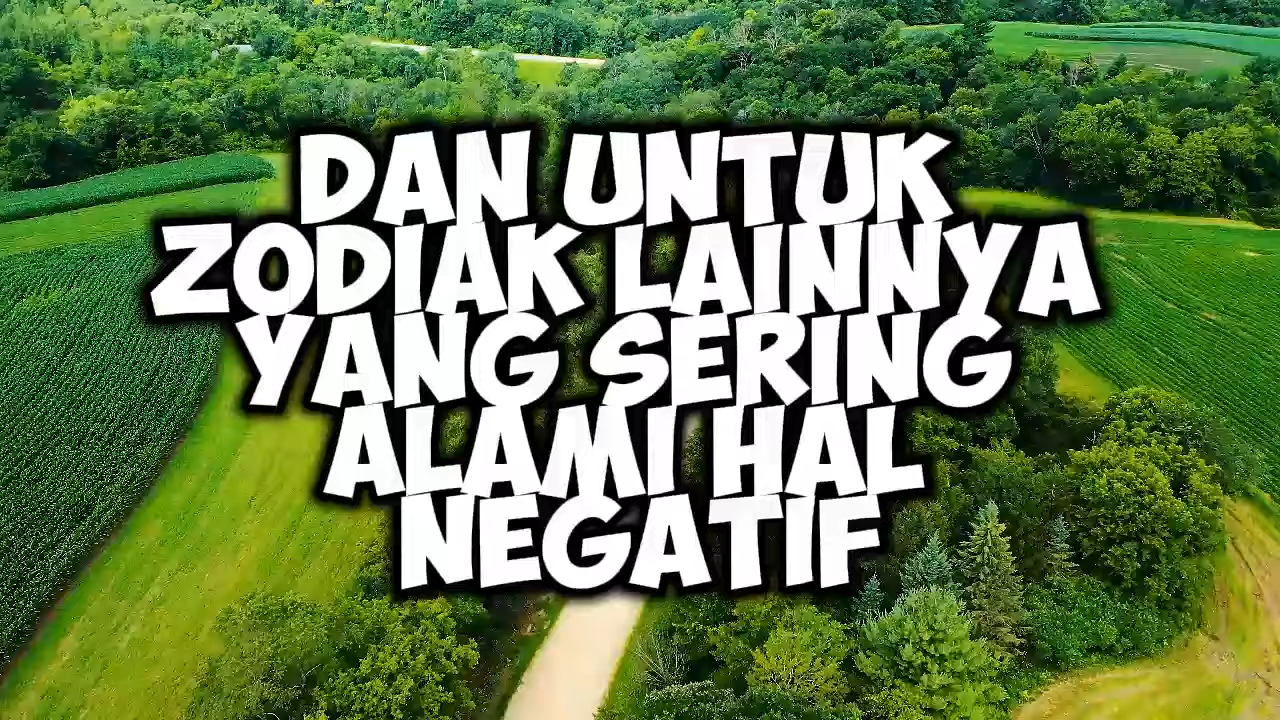 DAN UNTUK
ZODIAK LAINNYA
YANG SERING
ALAMI HAL
NEGATIF